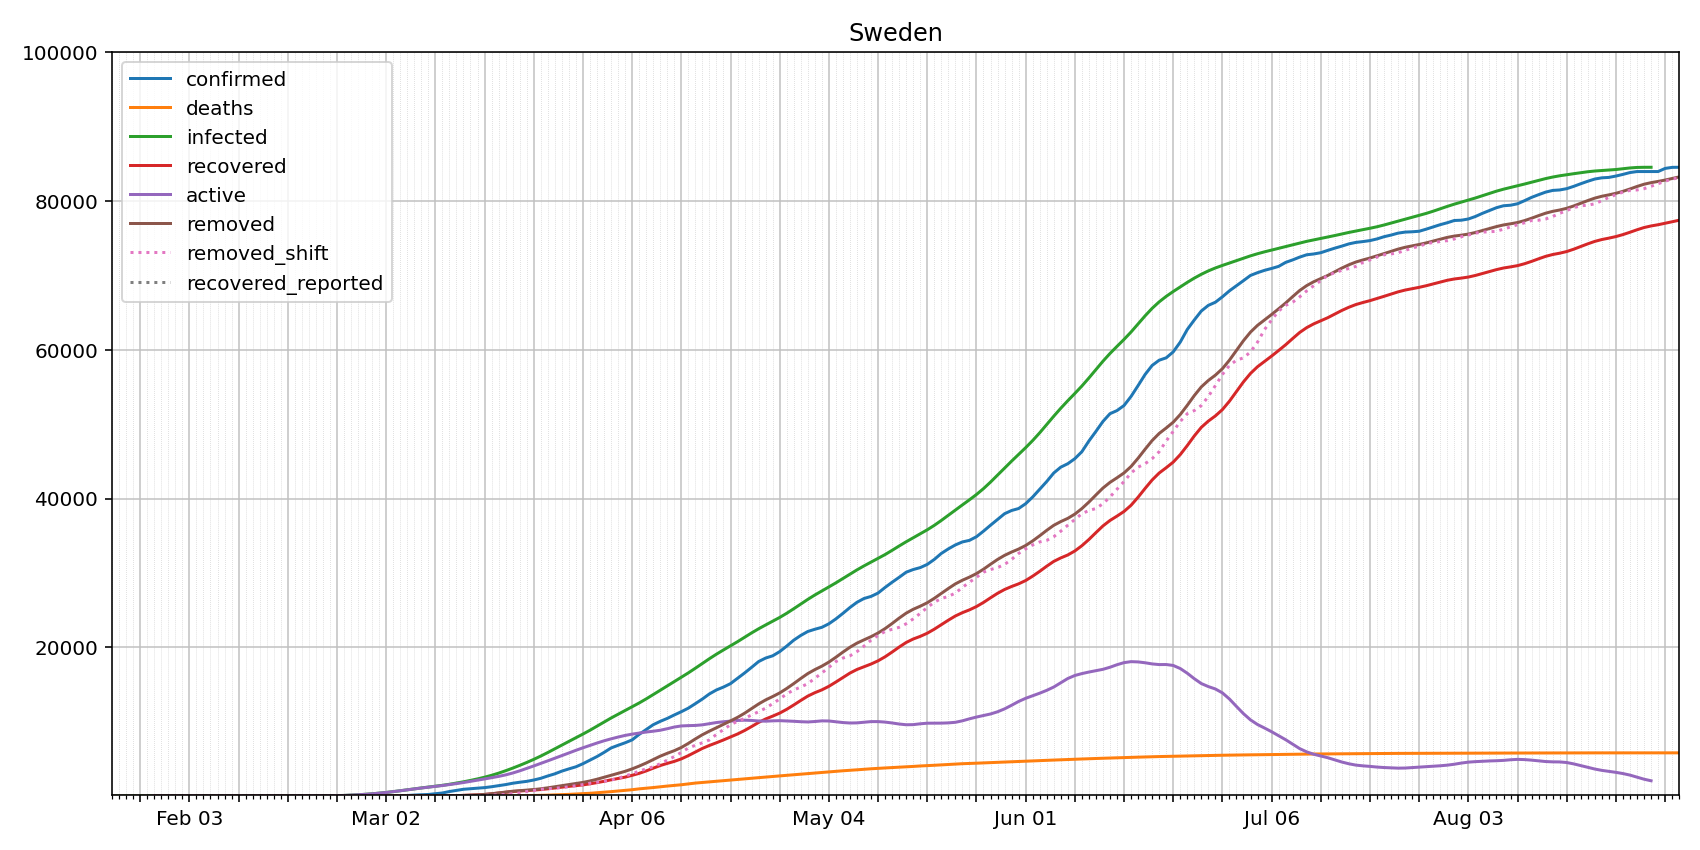 Sweden
100000
80000
60000
40000
20000
confirmed
deaths
infected
recovered
active
removed
removed_shift
recovered_reported
Feb 03 Mar 02 Apr 06 May 04 Jun 01 Jul 06 Aug 03